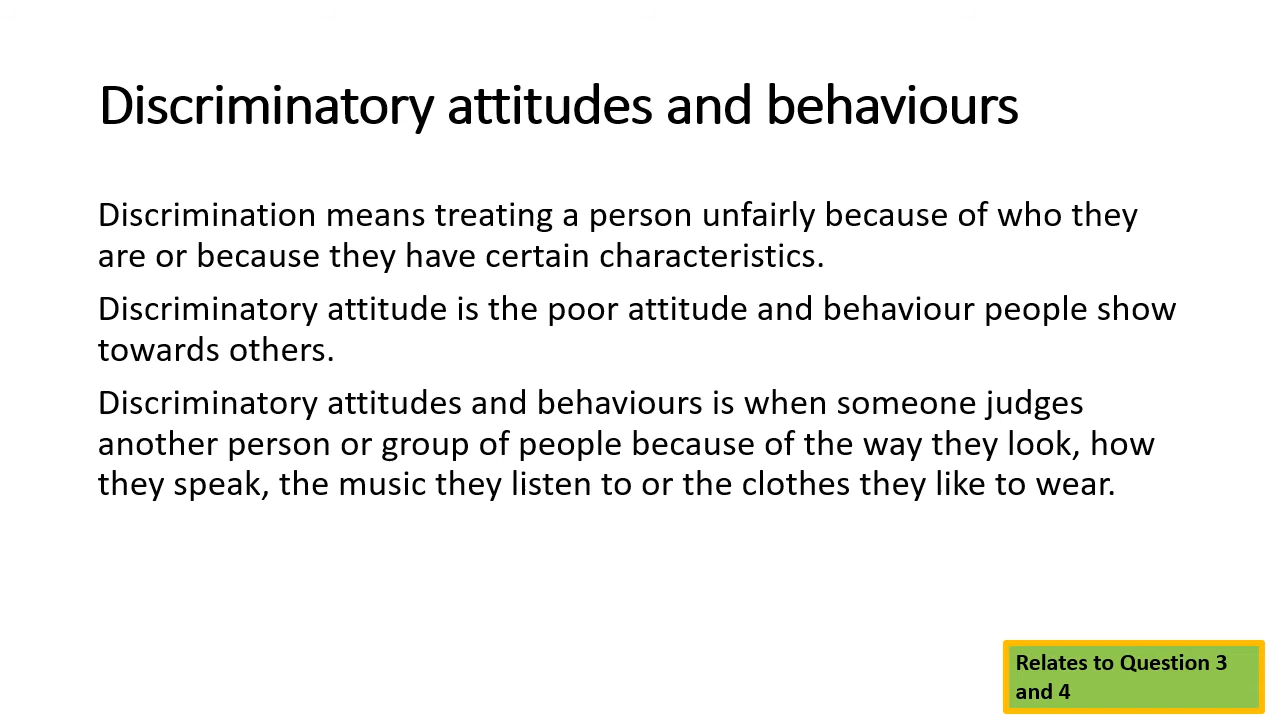 Discriminatory attitudes and behaviours
Discrimination means treating a person unfairly because of who they
are or because they have certain characteristics.
Discriminatory attitude is the poor attitude and behaviour people show
towards others.
Discriminatory attitudes and behaviours is when someone judges
another person or group of people because of the way they look, how
they speak, the music they listen to or the clothes they like to wear.
Relates to Question 3
and 4